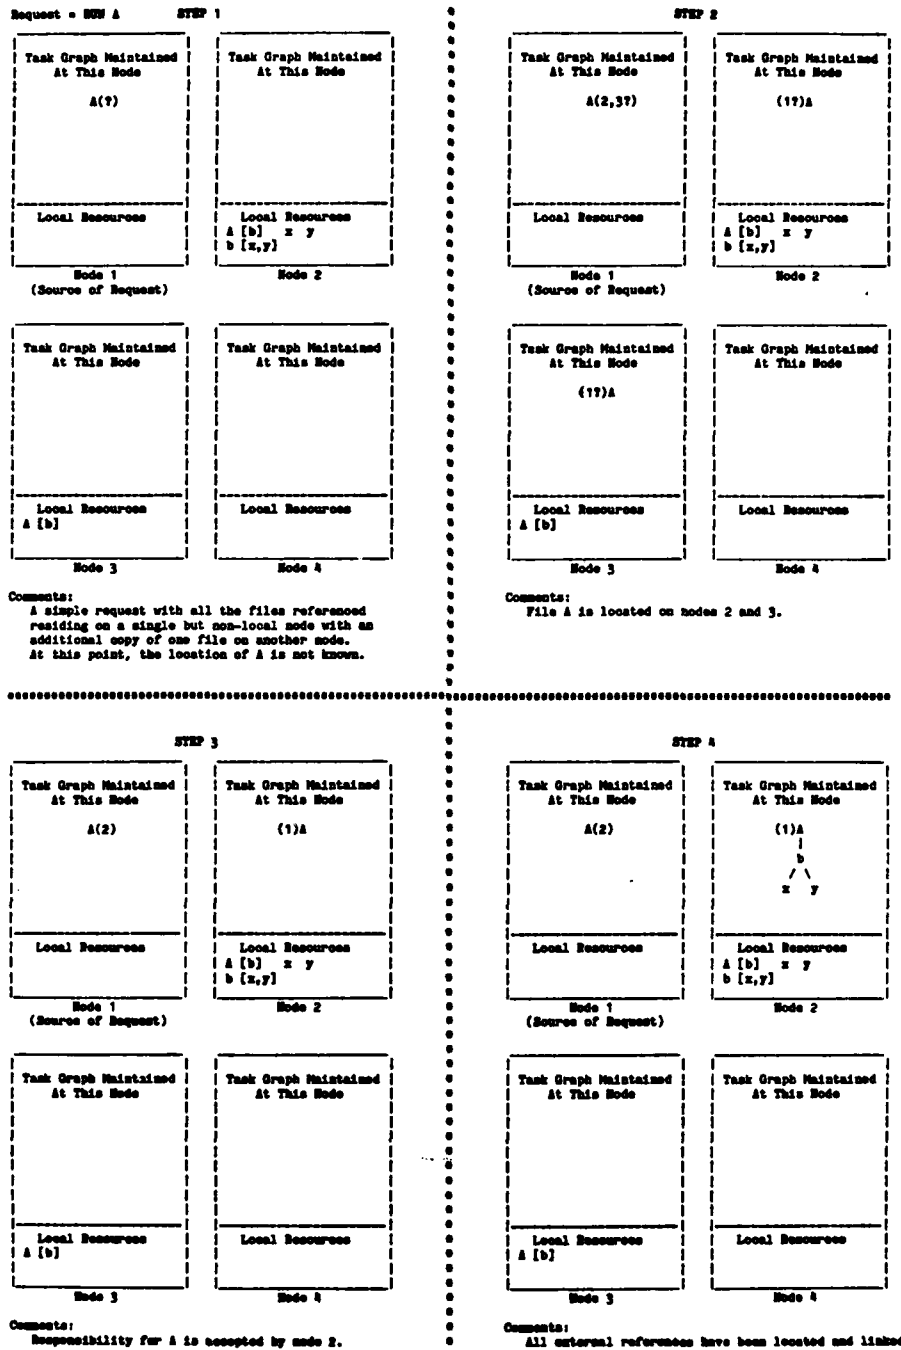 Request = RUN A STEP 1
Task Graph Maintained
At This Node
A(?)
Local Resources
Node 1
(Source of Request)
Task Graph Maintained
At This Node
Local Resources
A [b] x y
b [x,y]
Node 2
Task Graph Maintained
At This Node
Local Resources
A [b]
Node 3
Task Graph Maintained
At This Node
Local Resources
Node 4
Comments:
A simple request with all the files referenced
residing on a single but non-local node with an
additional copy of one file on another node.
At this point, the location of A is not known.
STEP 2
Task Graph Maintained
At This Node
A(2,3?)
Local Resources
Node 1
(Source of Request)
Task Graph Maintained
At This Node
(1?)A
Local Resources
A [b] x y
b [x,y]
Node 2
Task Graph Maintained
At This Node
(1?)A
Local Resources
A [b]
Node 3
Task Graph Maintained
At This Node
Local Resources
Node 4
Comments:
File A is located on nodes 2 and 3.
STEP 3
Task Graph Maintained
At This Node
A(2)
Local Resources
Node 1
(Source of Request)
Task Graph Maintained
At This Node
(1)A
Local Resources
A [b] x y
b [x,y]
Node 2
Task Graph Maintained
At This Node
Local Resources
A [b]
Node 3
Task Graph Maintained
At This Node
Local Resources
Node 4
Comments:
Responsibility for A is accepted by node 2.
STEP 4
Task Graph Maintained
At This Node
A(2)
Local Resources
Node 1
(Source of Request)
Task Graph Maintained
At This Node
(1)A
b
x y
Local Resources
A [b] x y
b [x,y]
Node 2
Task Graph Maintained
At This Node
Local Resources
A [b]
Node 3
Task Graph Maintained
At This Node
Local Resources
Node 4
Comments:
All external references have been located and linked